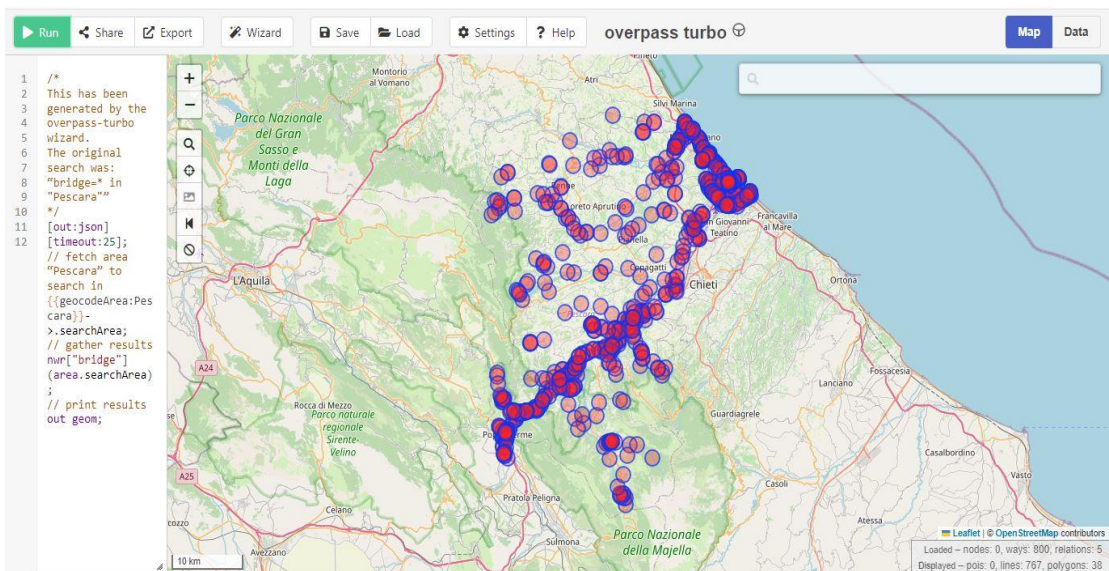 Run Share Export Wizard Save Load Settings ? Help overpass turbo Map Data
1 /*
2 This has been
3 generated by the
4 overpass-turbo
5 wizard.
6 The original
7 search was:
8 “bridge=* in
9 "Pescara"”
10 */
11 [out:json]
12 [timeout:25];
// fetch area
“Pescara” to
search in
{{geocodeArea:Pes
cara}}-
>.searchArea;
// gather results
nwr["bridge"]
(area.searchArea)
;
// print results
out geom;
+
−
Pineto
Montorio
al Vomano
Atri
Silvi Marina
Parco Nazionale
del Gran
Sasso e
Monti della
Laga
Loreto Aprutino
San Giovanni
Teatino
Francavilla
al Mare
L'Aquila
Chieti
Ortona
A24
Lanciano
Fossacesia
Rocca di Mezzo
Parco naturale
regionale
Sirente-
Velino
Guardiagrele
A25
Casalbordino
Casoli
Vasto
Celano
Pratola Peligna
Atessa
Avezzano
Sulmona
Parco Nazionale
della Majella
10 km
Leaflet | © OpenStreetMap contributors
Loaded – nodes: 0, ways: 800, relations: 5
Displayed – pois: 0, lines: 767, polygons: 38